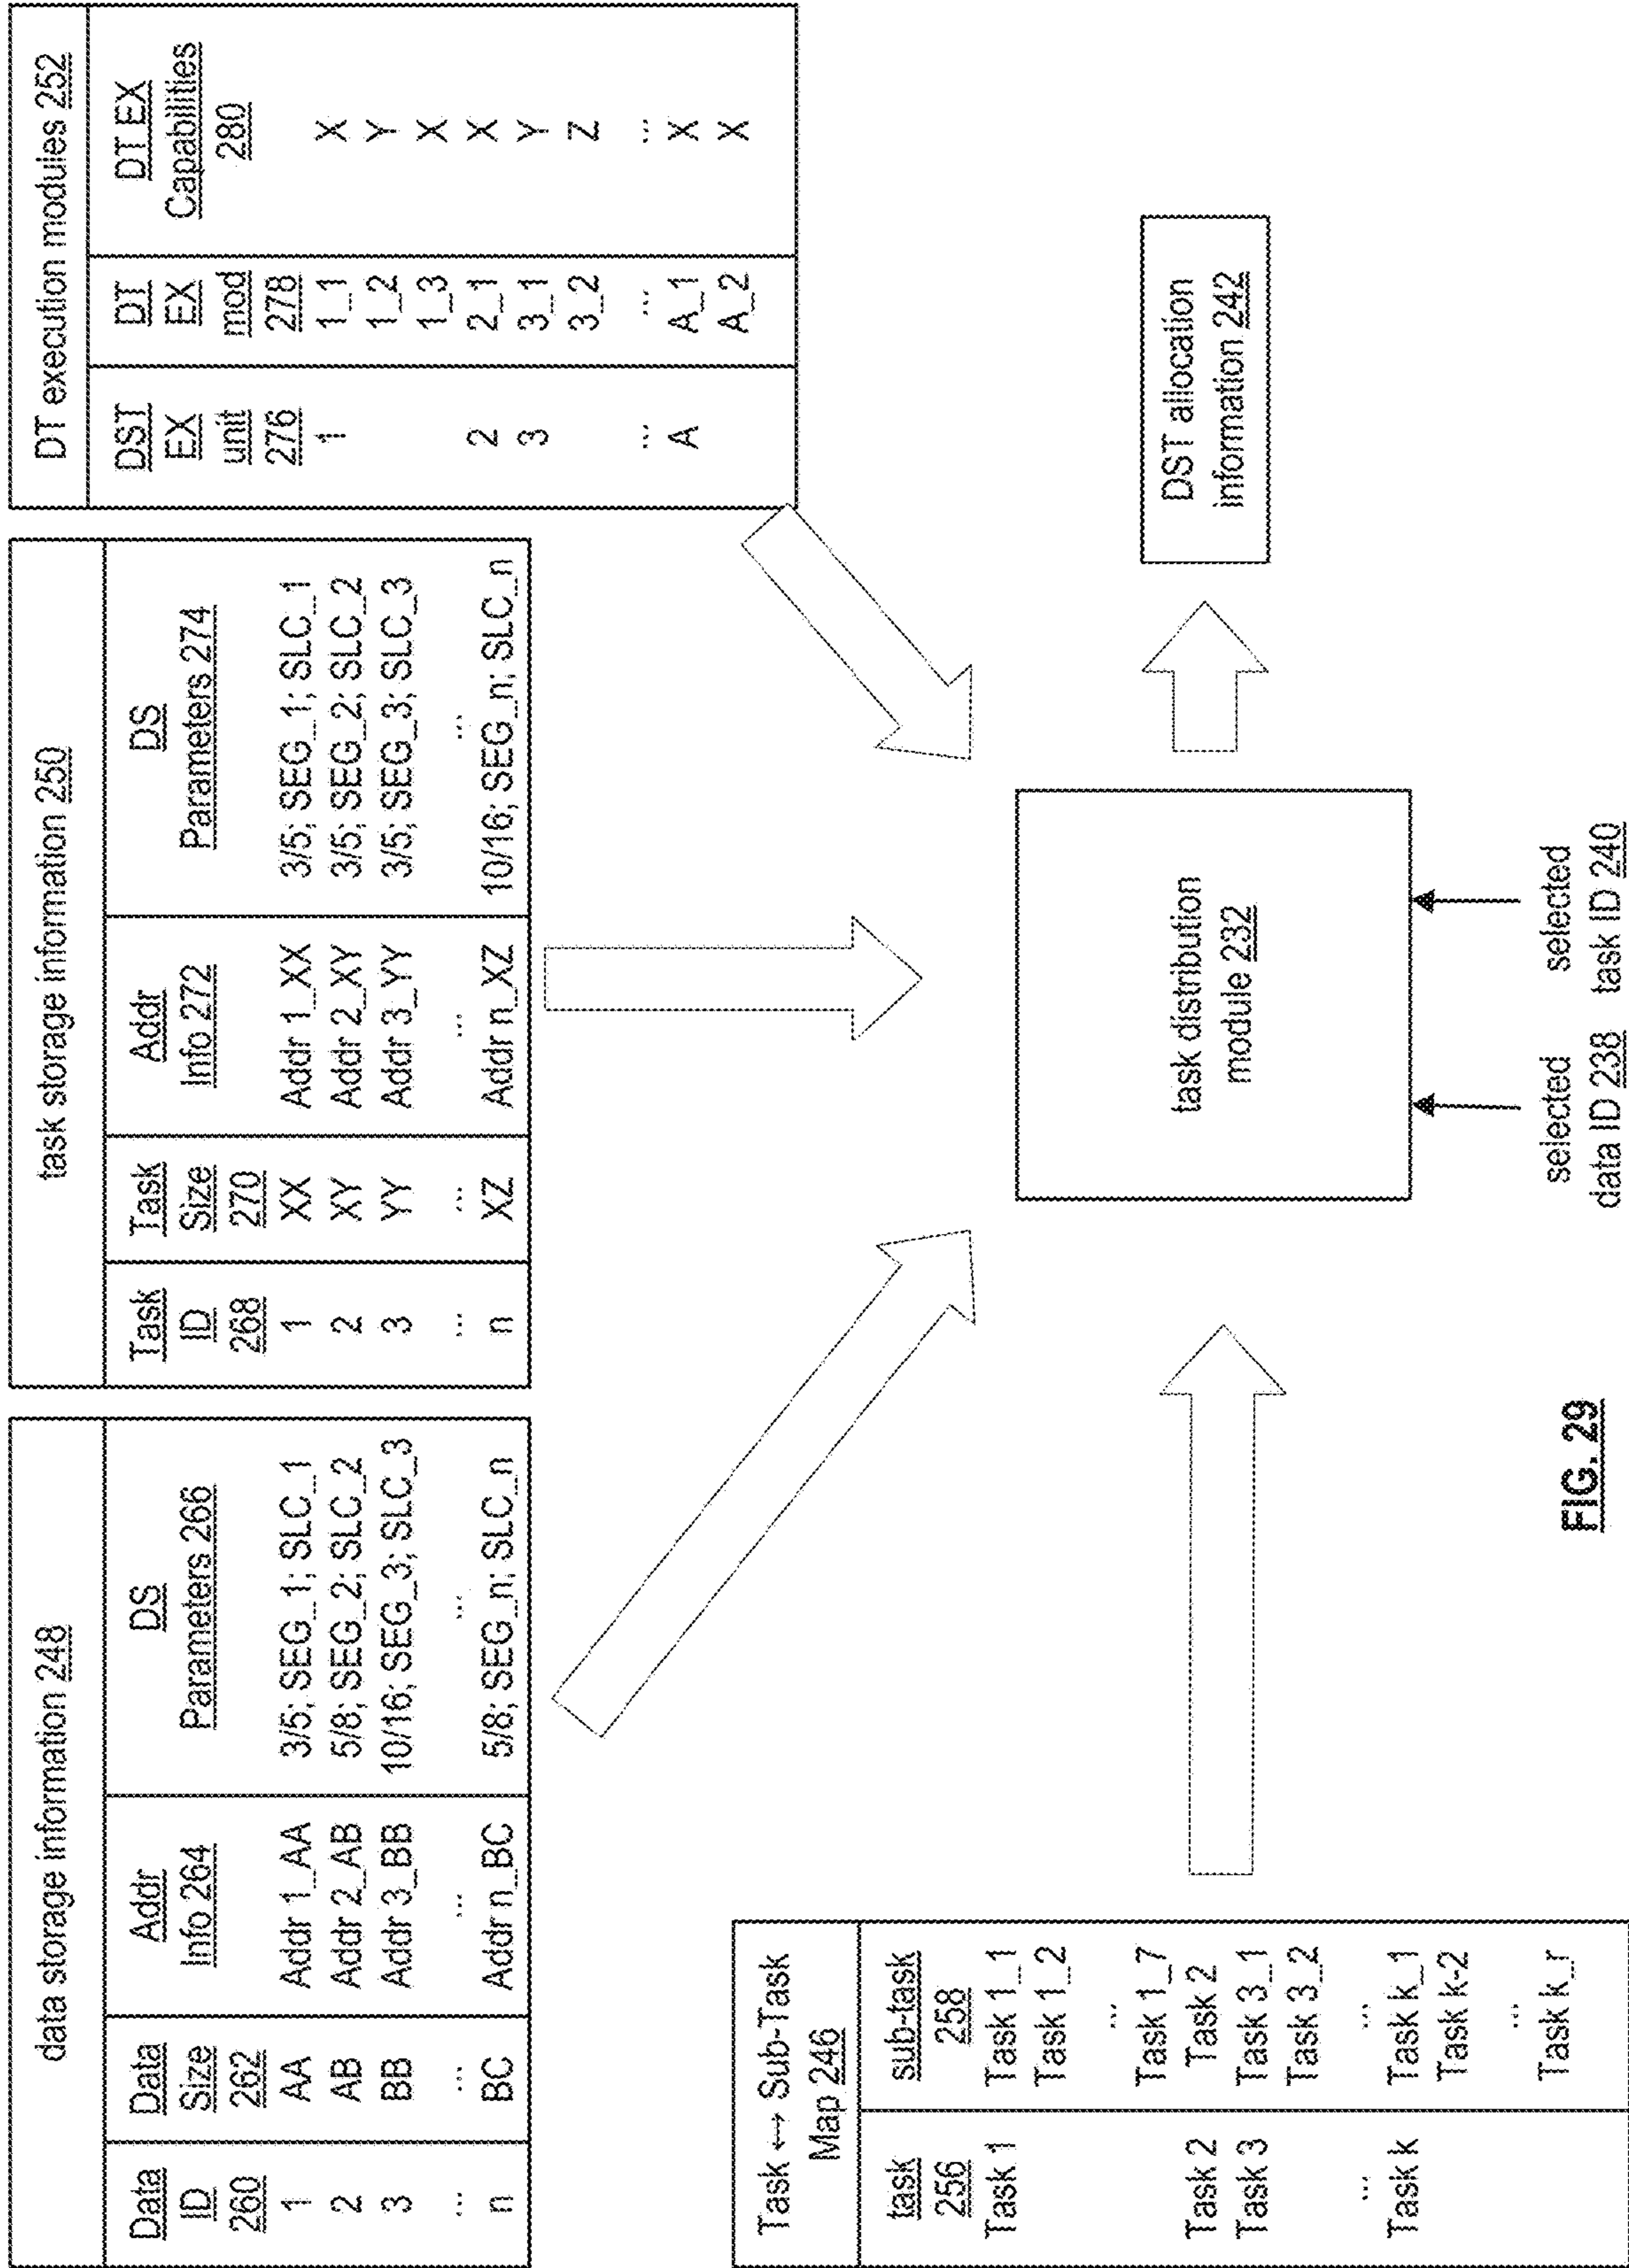 data storage information 248
Data ID 260 | Data Size 262 | Addr Info 264 | DS Parameters 266
1 | AA | Addr 1_AA | 3/5; SEG_1; SLC_1
2 | AB | Addr 2_AB | 5/8; SEG_2; SLC_2
3 | BB | Addr 3_BB | 10/16; SEG_3; SLC_3
... | ... | ... | ...
n | BC | Addr n_BC | 5/8; SEG_n; SLC_n
task storage information 250
Task ID 268 | Task Size 270 | Addr Info 272 | DS Parameters 274
1 | XX | Addr 1_XX | 3/5; SEG_1; SLC_1
2 | XY | Addr 2_XY | 3/5; SEG_2; SLC_2
3 | YY | Addr 3_YY | 3/5; SEG_3; SLC_3
... | ... | ... | ...
n | XZ | Addr n_XZ | 10/16; SEG_n; SLC_n
DT execution modules 252
DST EX unit 276 | DT EX mod 278 | DT EX Capabilities 280
1 | 1_1 | X
1_2 | Y
1_3 | X
2 | 2_1 | X
3 | 3_1 | Y
3_2 | Z
... | ... | ...
A | A_1 | X
A_2 | X
Task ↔ Sub-Task
Map 246
task 256 | sub-task 258
Task 1 | Task 1_1
Task 1_2
...
Task 1_7
Task 2 | Task 2
Task 3 | Task 3_1
Task 3_2
... | ...
Task k | Task k_1
Task k-2
...
Task k_r
task distribution
module 232
DST allocation
information 242
selected
data ID 238
selected
task ID 240
FIG. 29